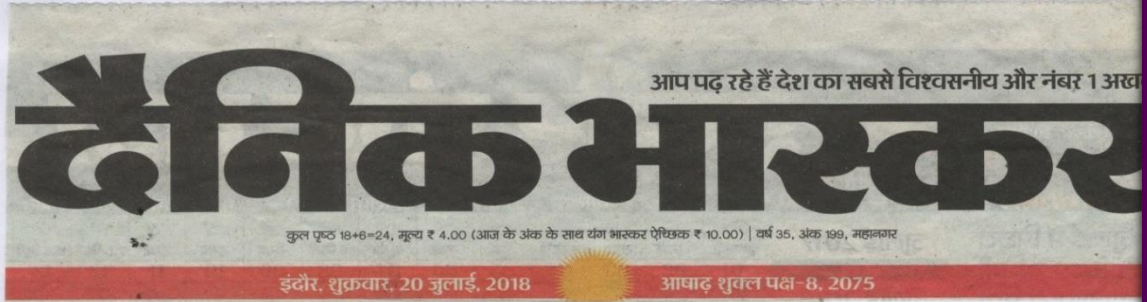 आप पढ़ रहे हैं देश का सबसे विश्वसनीय और नंबर 1 अख
दैनिक भास्कर
कुल पृष्ठ 18+6=24, मूल्य ₹ 4.00 (आज के अंक के साथ यंग भास्कर ऐच्छिक ₹ 10.00) | वर्ष 35, अंक 199, महानगर
इंदौर, शुक्रवार, 20 जुलाई, 2018 आषाढ़ शुक्ल पक्ष-8, 2075